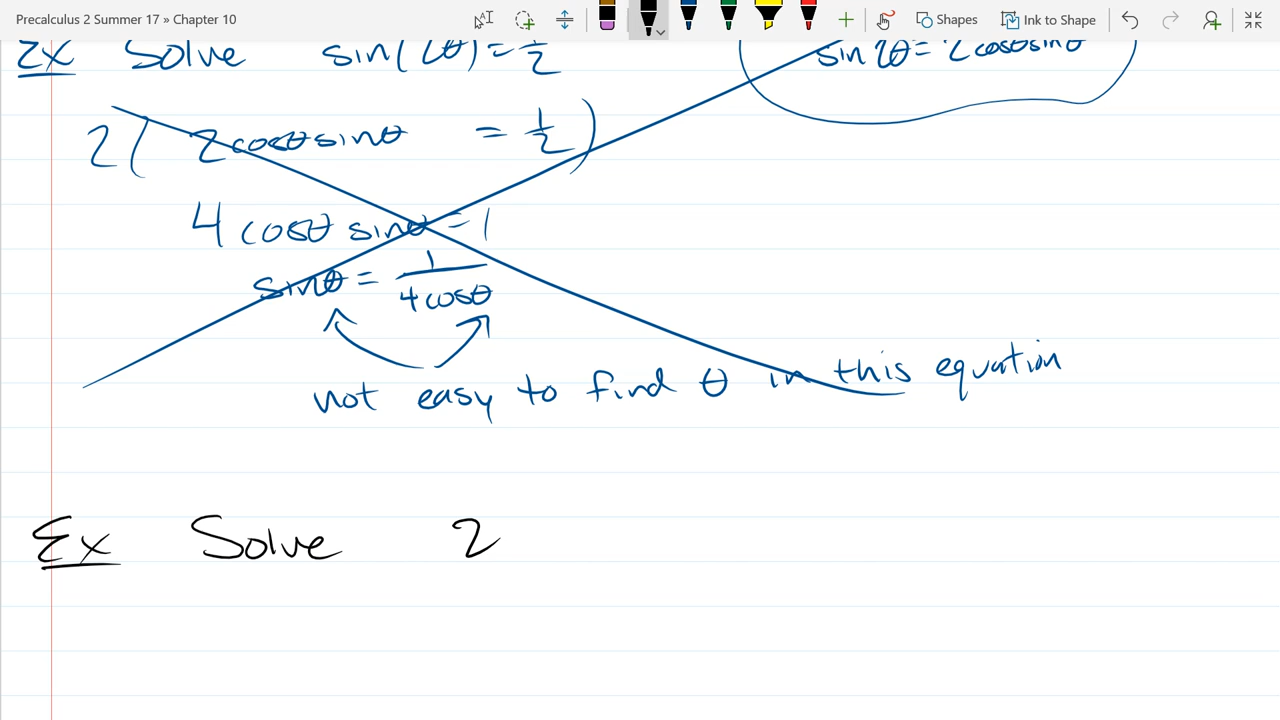 Precalculus 2 Summer 17 » Chapter 10
Shapes
Ink to Shape
Ex Solve sin(2θ) = 1/2
sin 2θ = 2cosθsinθ
2( 2cosθsinθ = 1/2 )
4cosθ sinθ = 1
sinθ = 1/4cosθ
not easy to find θ in this equation
Ex Solve 2